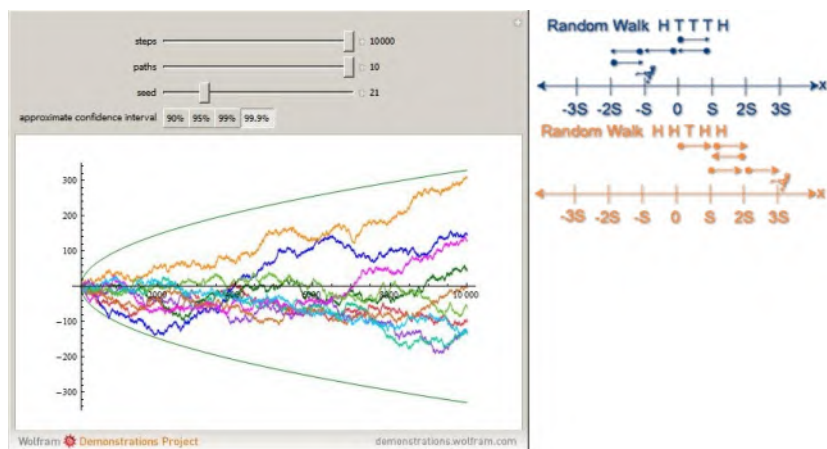 steps 10000
paths 10
seed 21
approximate confidence interval 90% 95% 99% 99.9%
300
200
100
10 000
-100
-200
-300
Wolfram Demonstrations Project demonstrations.wolfram.com
Random Walk H T T T H
-3S -2S -S 0 S 2S 3S X
Random Walk H H T H H
-3S -2S -S 0 S 2S 3S X